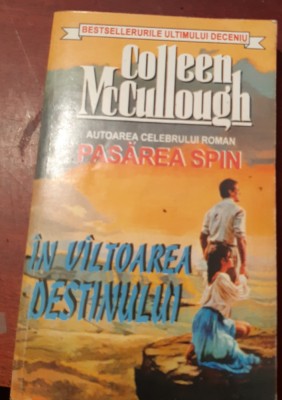 BESTSELLERURILE ULTIMULUI DECENIU
Colleen
McCullough
AUTOAREA CELEBRULUI ROMAN
PASĂREA SPIN
ÎN VÎLTOAREA
DESTINULUI